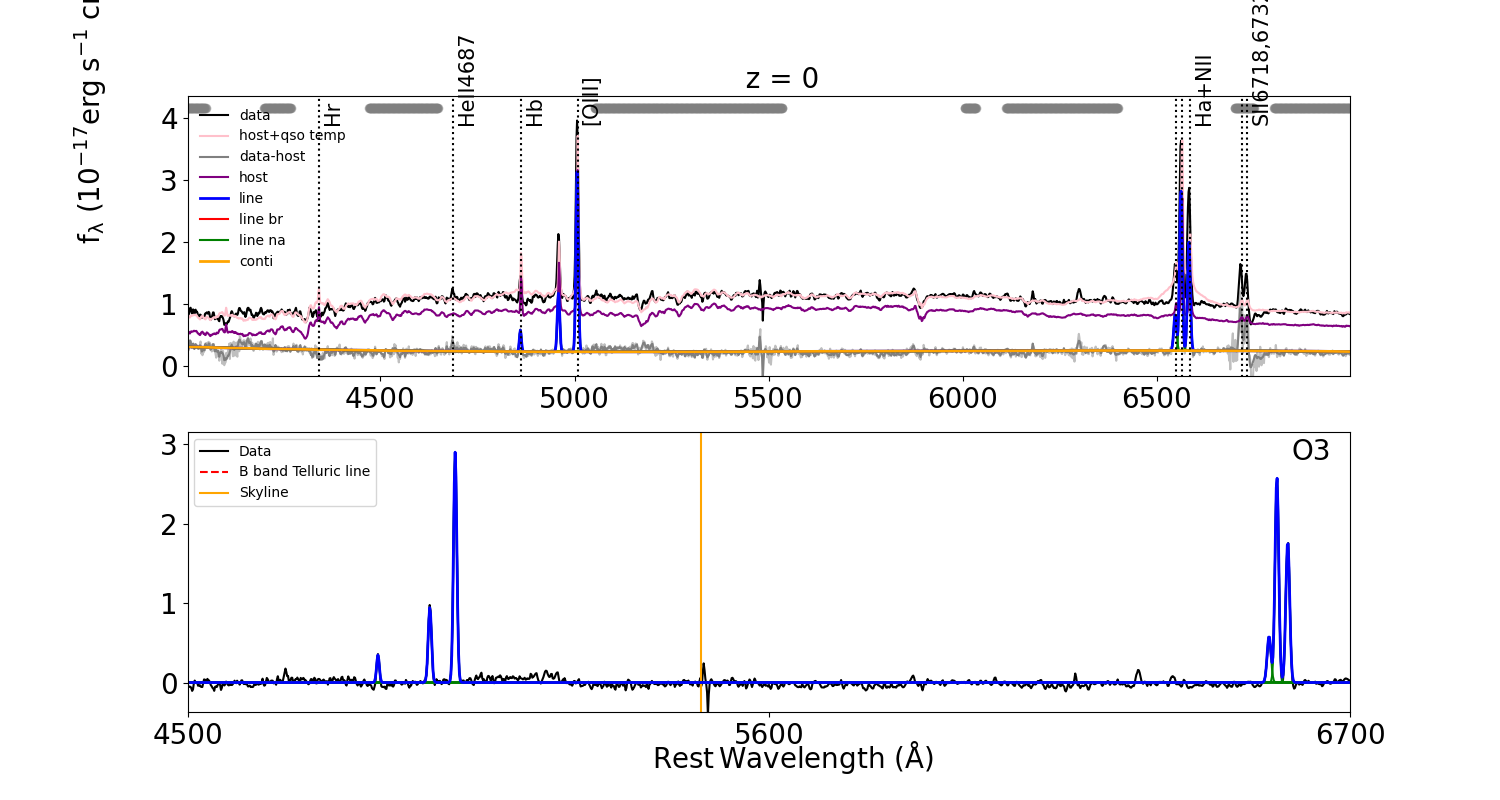 z = 0
fλ (10⁻¹⁷erg s⁻¹
Hr
HeII4687
Hb
[OIII]
Ha+NII
SII6718,6732
4
3
2
1
0
data
host+qso temp
data-host
host
line
line br
line na
conti
4500
5000
5500
6000
6500
O3
3
2
1
0
Data
B band Telluric line
Skyline
4500
5600
6700
Rest Wavelength (Å)